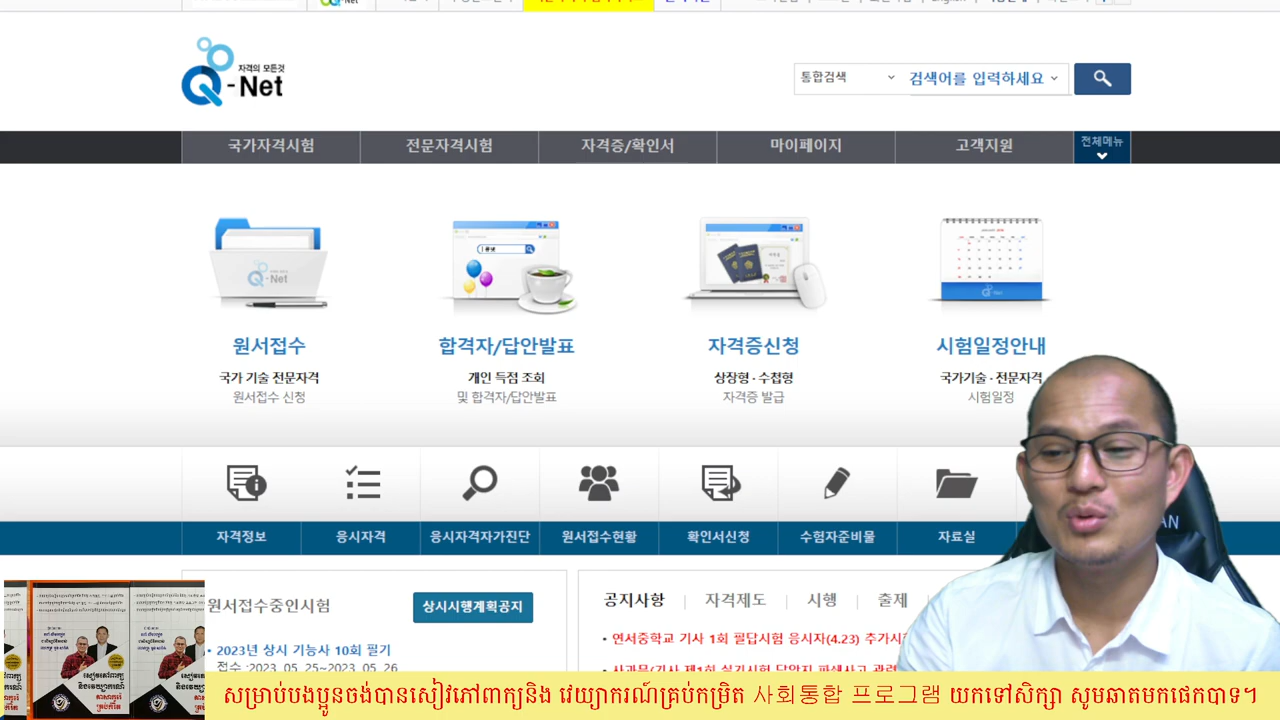 자격의 모든것
Q-Net
통합검색
검색어를 입력하세요
국가자격시험
전문자격시험
자격증/확인서
마이페이지
고객지원
전체메뉴
원서접수
국가 기술 전문자격
원서접수 신청
합격자/답안발표
개인 득점 조회
및 합격자/답안발표
자격증신청
상장형 · 수첩형
자격증 발급
시험일정안내
국가기술 · 전문자격
시험일정
자격정보
응시자격
응시자격자가진단
원서접수현황
확인서신청
수험자준비물
자료실
원서접수중인시험
상시시행계획공지
2023년 상시 기능사 10회 필기
접수 :2023. 05. 25~2023. 05. 26
공지사항
자격제도
시행
출제
연서중학교 기사 1회 필답시험 응시자(4.23) 추가시
សម្រាប់បងប្អូនចង់បានសៀវភៅពាក្យនិង វេយ្យាករណ៍គ្រប់កម្រិត 사회통합 프로그램 យកទៅសិក្សា សូមឆាតមកផេកបាទ។